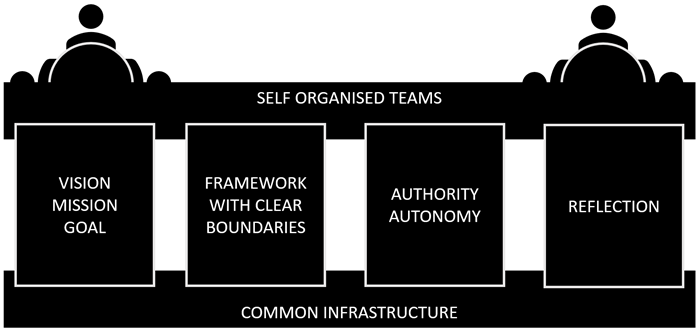 SELF ORGANISED TEAMS
VISION
MISSION
GOAL
FRAMEWORK
WITH CLEAR
BOUNDARIES
AUTHORITY
AUTONOMY
REFLECTION
COMMON INFRASTRUCTURE